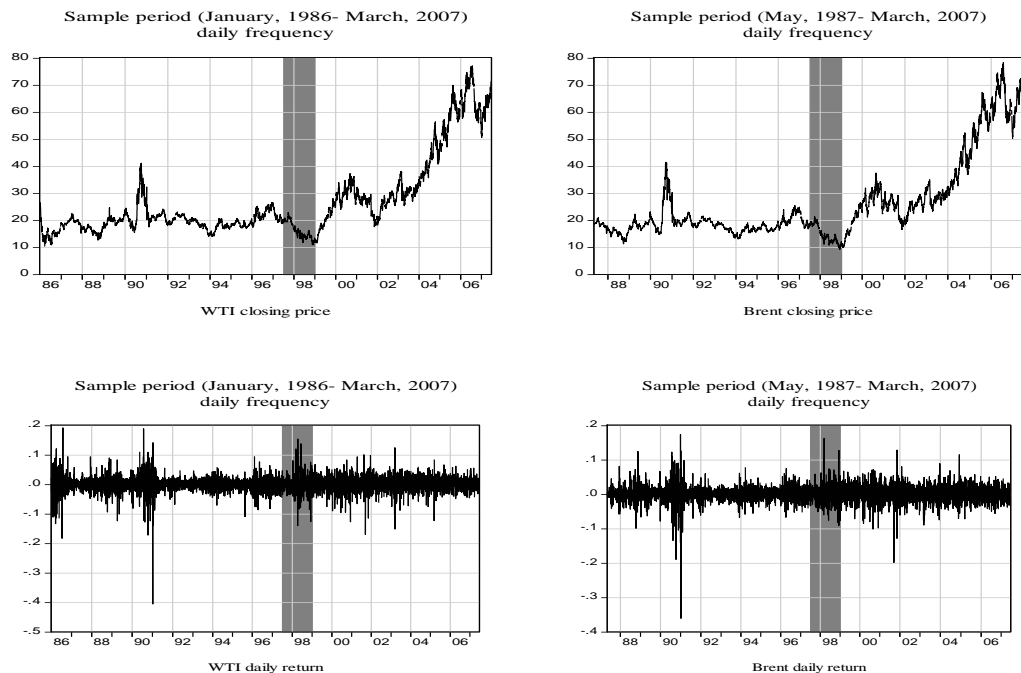 Sample period (January, 1986- March, 2007)
daily frequency
80
70
60
50
40
30
20
10
0
86 88 90 92 94 96 98 00 02 04 06
WTI closing price
Sample period (May, 1987- March, 2007)
daily frequency
80
70
60
50
40
30
20
10
0
88 90 92 94 96 98 00 02 04 06
Brent closing price
Sample period (January, 1986- March, 2007)
daily frequency
.2
.1
.0
-.1
-.2
-.3
-.4
-.5
86 88 90 92 94 96 98 00 02 04 06
WTI daily return
Sample period (May, 1987- March, 2007)
daily frequency
.2
.1
.0
-.1
-.2
-.3
-.4
88 90 92 94 96 98 00 02 04 06
Brent daily return